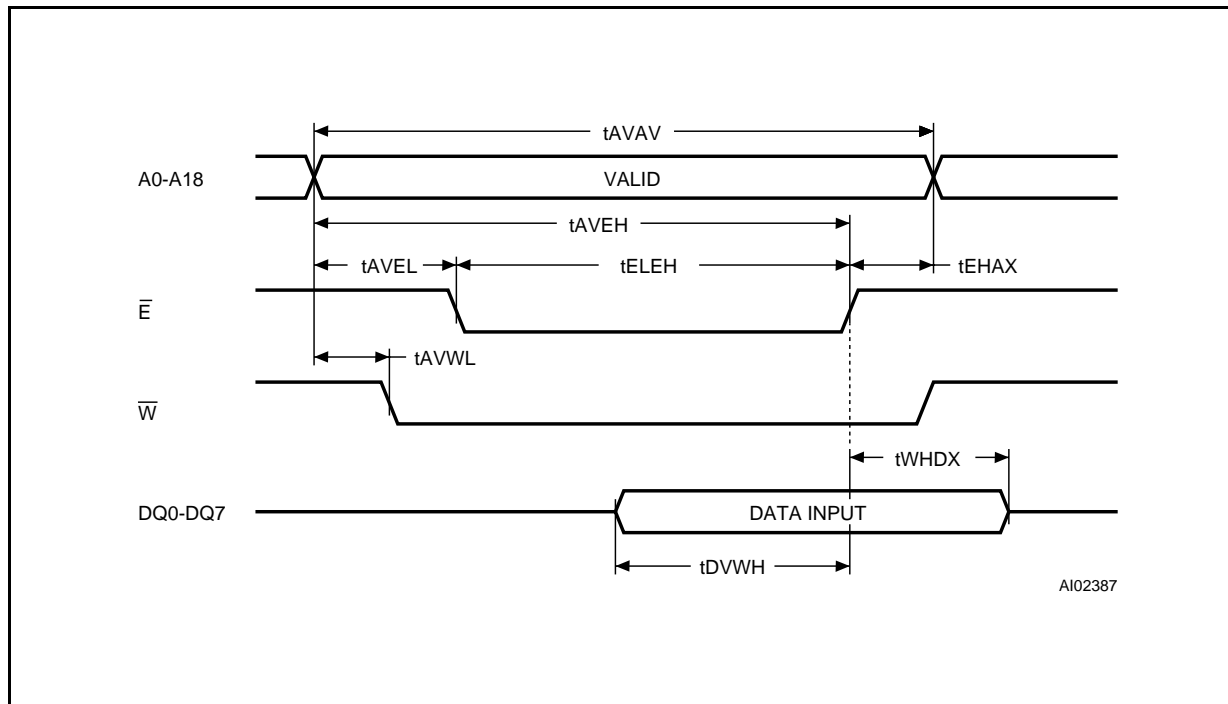 tAVAV
A0-A18 VALID
tAVEH
tAVEL tELEH tEHAX
E̅
tAVWL
W̅
tWHDX
DQ0-DQ7 DATA INPUT
tDVWH
AI02387